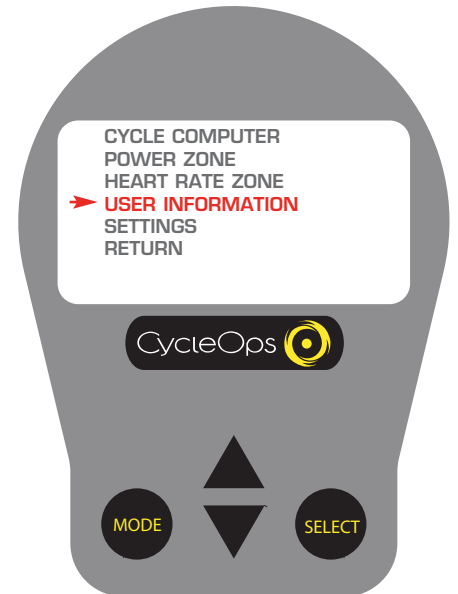 CYCLE COMPUTER
POWER ZONE
HEART RATE ZONE
USER INFORMATION
SETTINGS
RETURN
CycleOps
MODE
SELECT